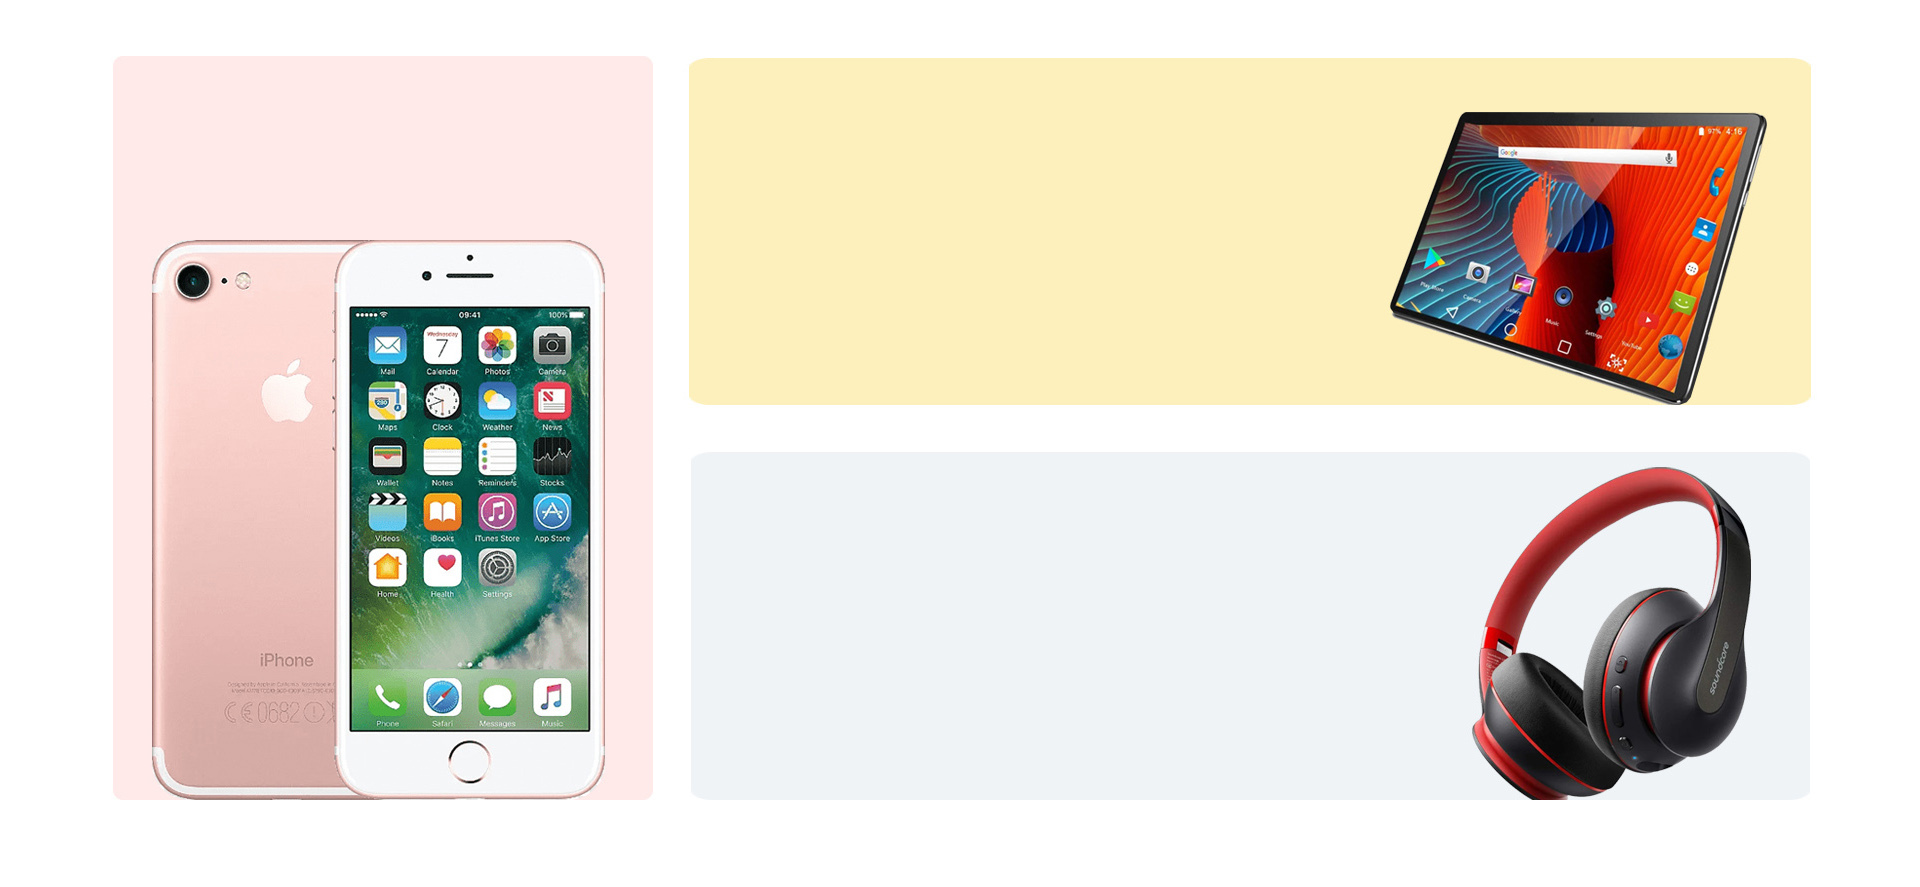 09:41 100%
Wednesday
7
Mail Calendar Photos Camera
280
Maps Clock Weather News
Wallet Notes Reminders Stocks
Videos iBooks iTunes Store App Store
Home Health Settings
iPhone
CE0682
Phone Safari Messages Music
97% 4:16
Google
Play Store
Camera
Gallery
Music
Settings
YouTube
soundcore